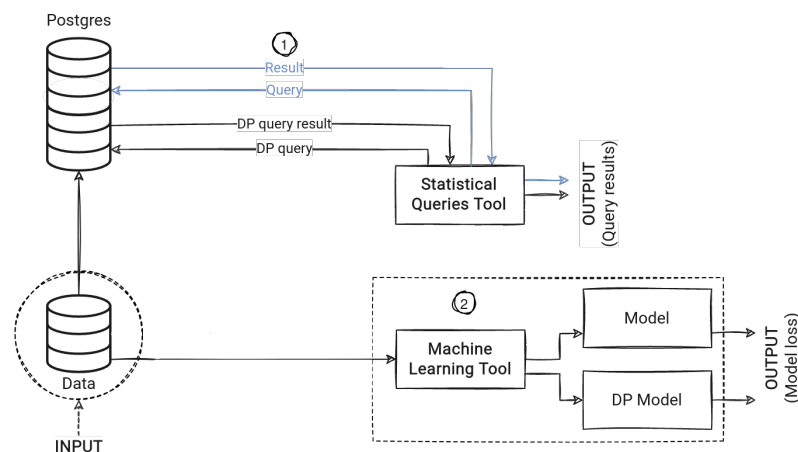 Postgres
1
Result
Query
DP query result
DP query
Statistical
Queries Tool
OUTPUT
(Query results)
Data
INPUT
2
Machine
Learning Tool
Model
DP Model
OUTPUT
(Model loss)